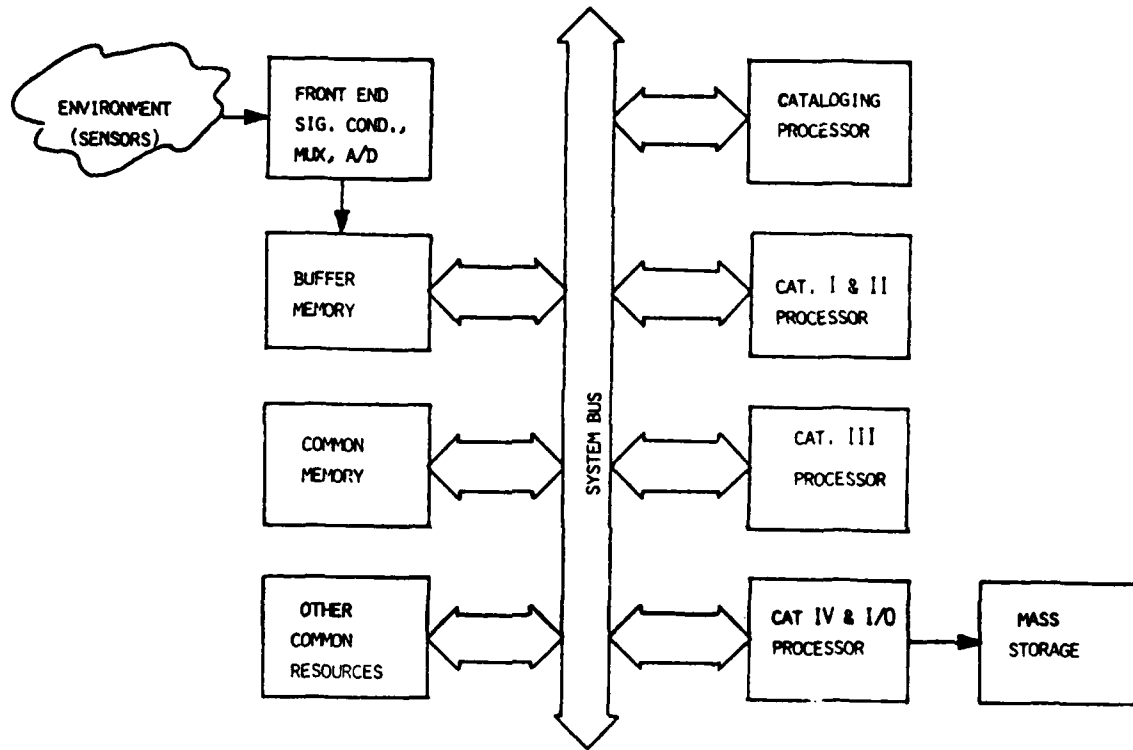 ENVIRONMENT
(SENSORS)
FRONT END
SIG. COND.,
MUX, A/D
BUFFER
MEMORY
COMMON
MEMORY
OTHER
COMMON
RESOURCES
SYSTEM BUS
CATALOGING
PROCESSOR
CAT. I & II
PROCESSOR
CAT. III
PROCESSOR
CAT IV & I/O
PROCESSOR
MASS
STORAGE